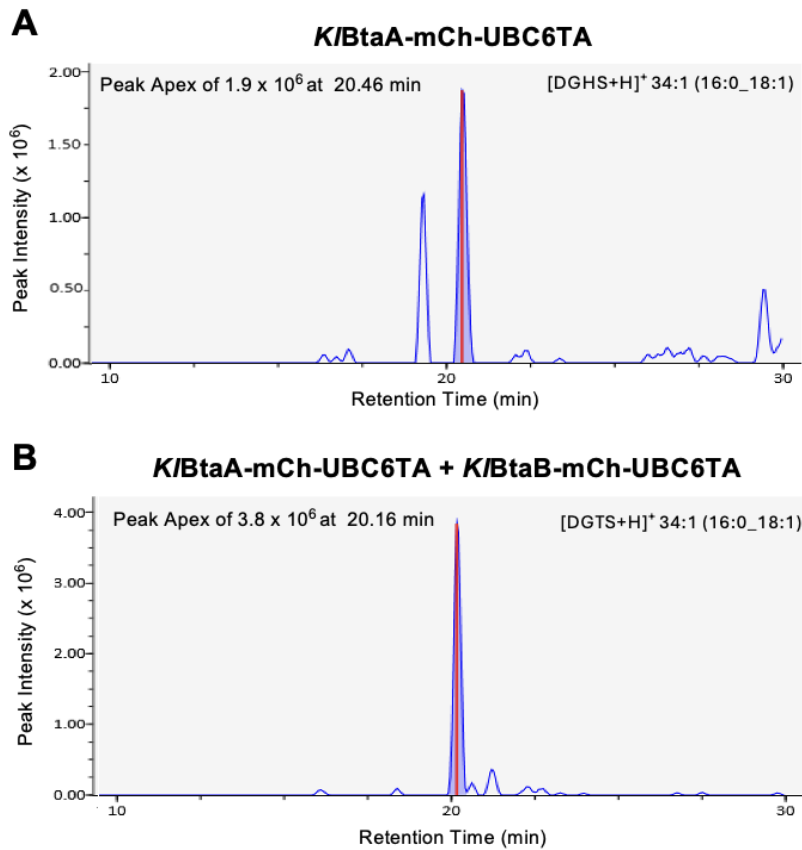 A
KlBtaA-mCh-UBC6TA
Peak Apex of 1.9 x 10⁶ at 20.46 min
[DGHS+H]⁺ 34:1 (16:0_18:1)
Peak Intensity (x 10⁶)
2.00
1.50
1.00
0.50
0.00
10
20
30
Retention Time (min)
B
KlBtaA-mCh-UBC6TA + KlBtaB-mCh-UBC6TA
Peak Apex of 3.8 x 10⁶ at 20.16 min
[DGTS+H]⁺ 34:1 (16:0_18:1)
Peak Intensity (x 10⁶)
4.00
3.00
2.00
1.00
0.00
10
20
30
Retention Time (min)